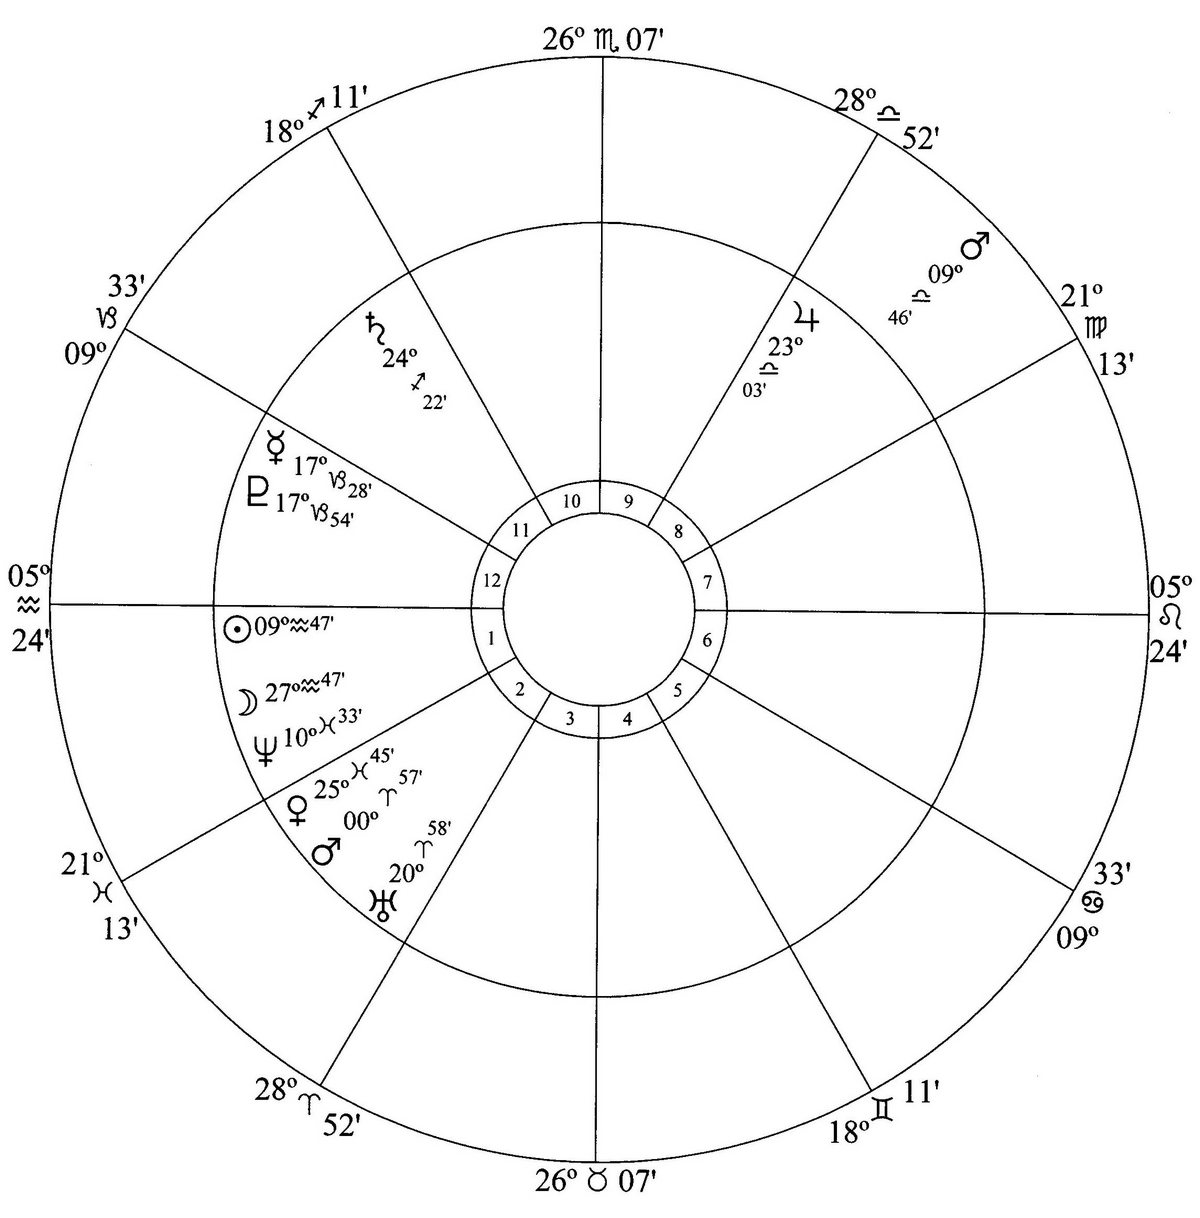 26º ♏ 07'
28º ♎ 52'
21º ♍ 13'
05º ♌ 24'
33' ♋ 09º
11' ♊ 18º
26º ♉ 07'
28º ♈ 52'
21º ♓ 13'
05º ♒ 24'
33' ♑ 09º
18º ♐ 11'
♂ 09º ♎ 46'
♃ 23º ♎ 03'
♄ 24º ♐ 22'
☿ 17º ♑ 28'
♇ 17º ♑ 54'
☉ 09º ♒ 47'
☽ 27º ♒ 47'
♆ 10º ♓ 33'
♀ 25º ♓ 45'
♂ 00º ♈ 57'
♅ 20º ♈ 58'
1
2
3
4
5
6
7
8
9
10
11
12